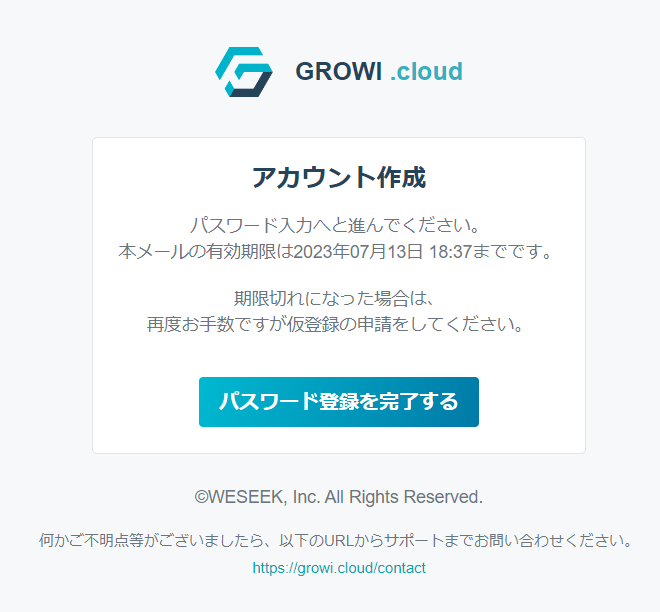 GROWI .cloud
アカウント作成
パスワード入力へと進んでください。
本メールの有効期限は2023年07月13日 18:37までです。
期限切れになった場合は、
再度お手数ですが仮登録の申請をしてください。
パスワード登録を完了する
©WESEEK, Inc. All Rights Reserved.
何かご不明点等がございましたら、以下のURLからサポートまでお問い合わせください。
https://growi.cloud/contact